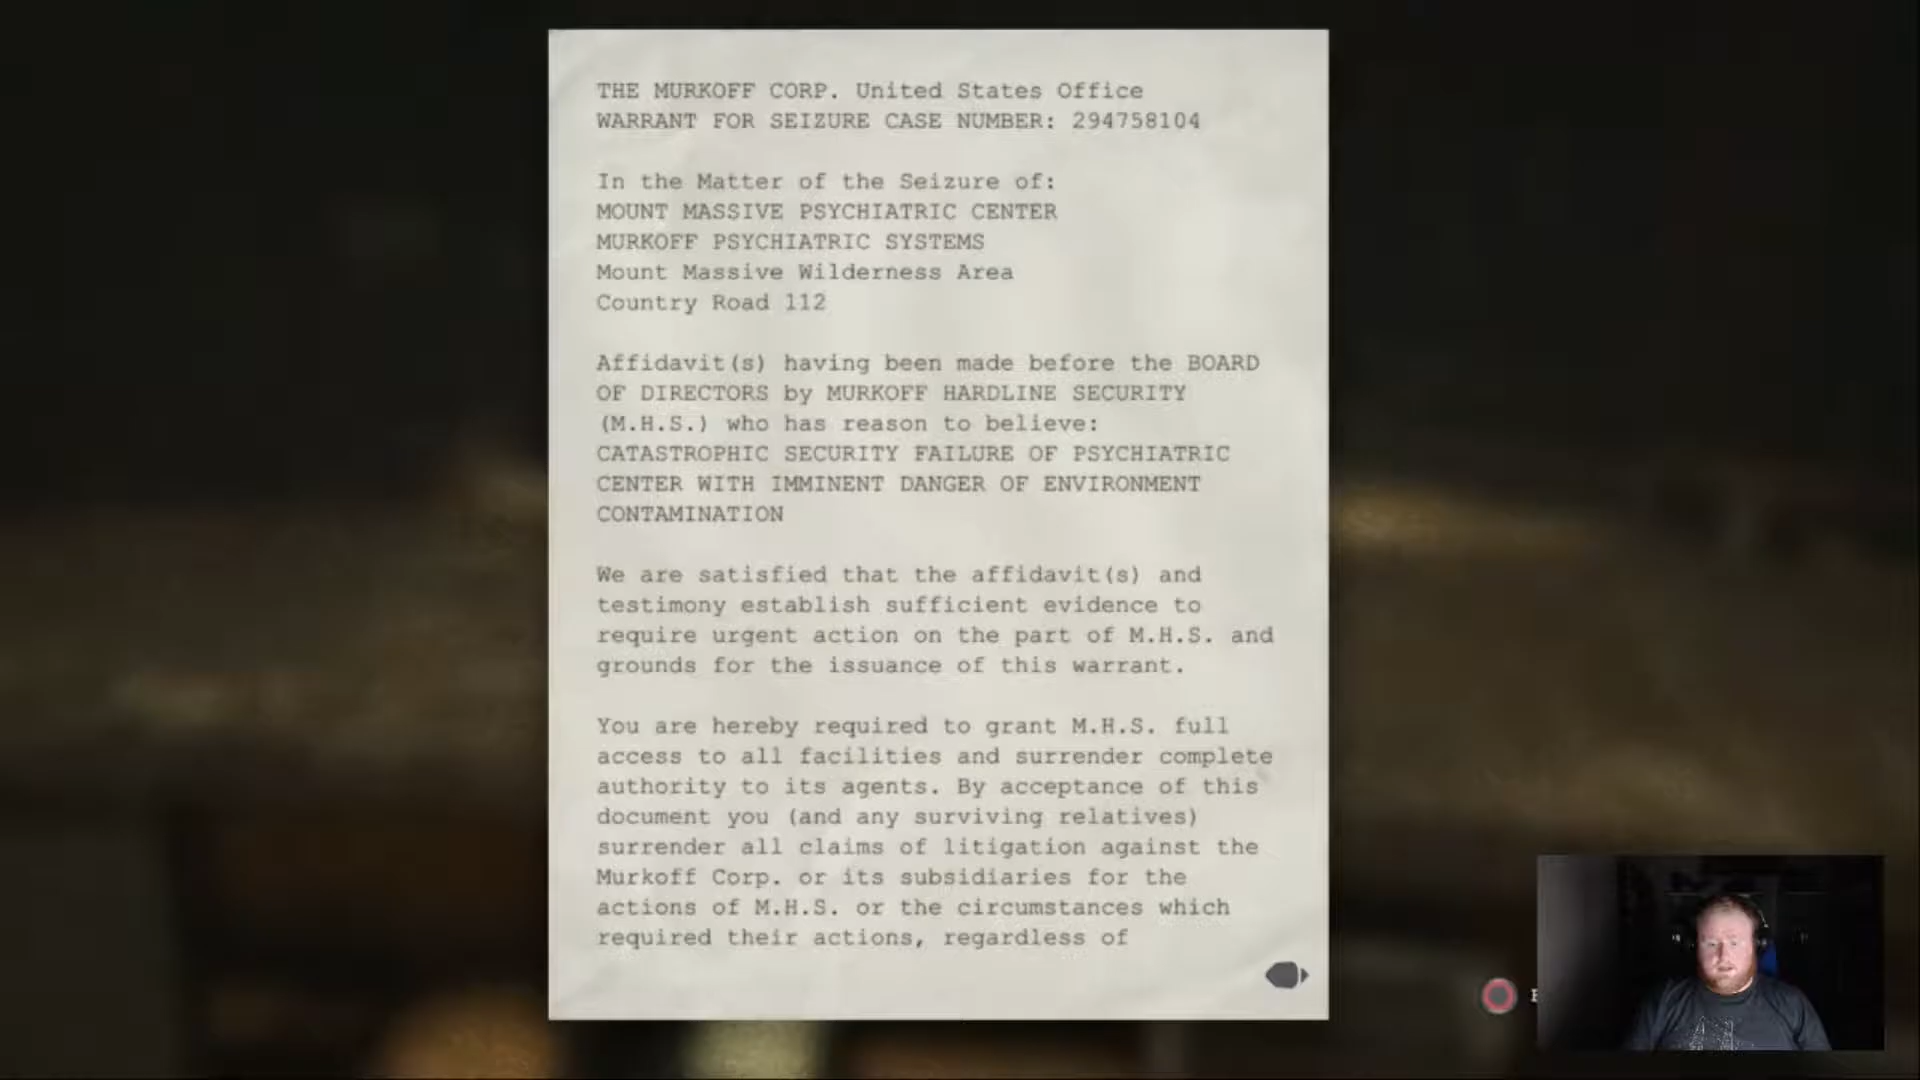 THE MURKOFF CORP. United States Office
WARRANT FOR SEIZURE CASE NUMBER: 294758104
In the Matter of the Seizure of:
MOUNT MASSIVE PSYCHIATRIC CENTER
MURKOFF PSYCHIATRIC SYSTEMS
Mount Massive Wilderness Area
Country Road 112
Affidavit(s) having been made before the BOARD
OF DIRECTORS by MURKOFF HARDLINE SECURITY
(M.H.S.) who has reason to believe:
CATASTROPHIC SECURITY FAILURE OF PSYCHIATRIC
CENTER WITH IMMINENT DANGER OF ENVIRONMENT
CONTAMINATION
We are satisfied that the affidavit(s) and
testimony establish sufficient evidence to
require urgent action on the part of M.H.S. and
grounds for the issuance of this warrant.
You are hereby required to grant M.H.S. full
access to all facilities and surrender complete
authority to its agents. By acceptance of this
document you (and any surviving relatives)
surrender all claims of litigation against the
Murkoff Corp. or its subsidiaries for the
actions of M.H.S. or the circumstances which
required their actions, regardless of